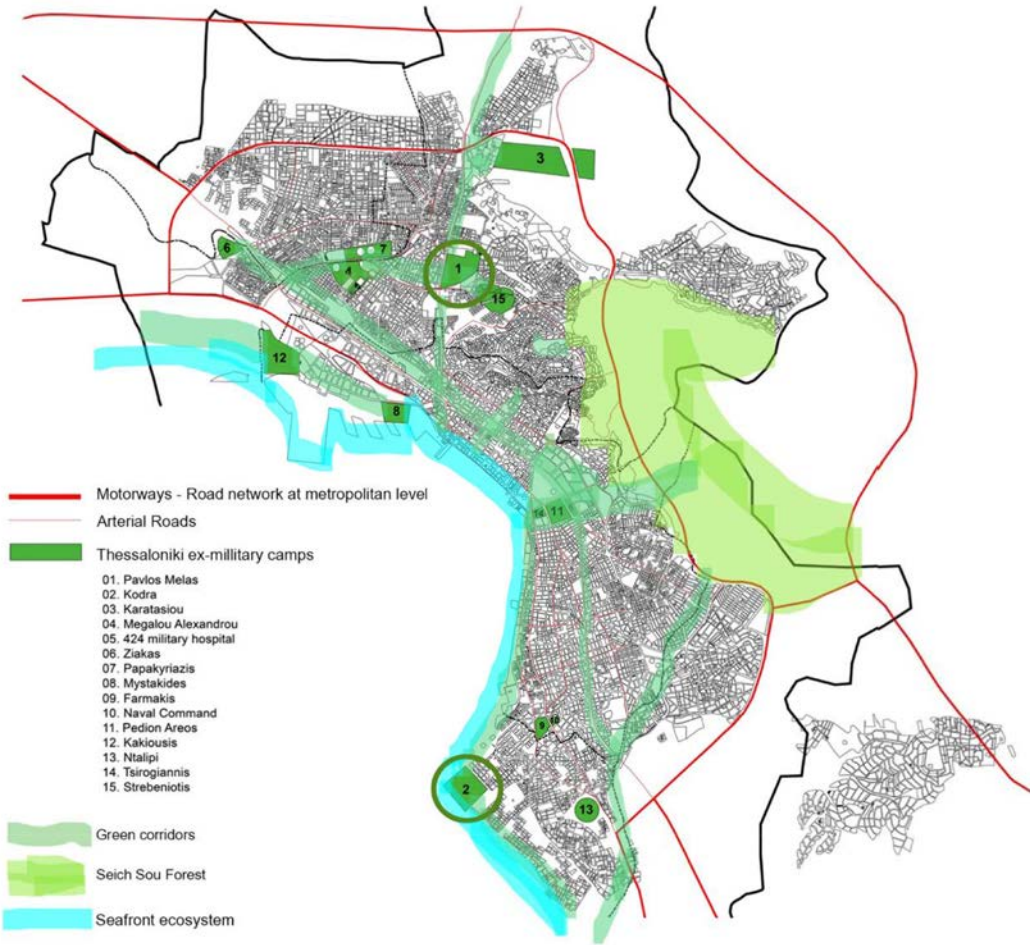 3
6
7
4
1
15
12
8
14
11
9
10
2
13
Motorways - Road network at metropolitan level
Arterial Roads
Thessaloniki ex-millitary camps
01. Pavlos Melas
02. Kodra
03. Karatasiou
04. Megalou Alexandrou
05. 424 military hospital
06. Ziakas
07. Papakyriazis
08. Mystakides
09. Farmakis
10. Naval Command
11. Pedion Areos
12. Kakiousis
13. Ntalipi
14. Tsirogiannis
15. Strebeniotis
Green corridors
Seich Sou Forest
Seafront ecosystem